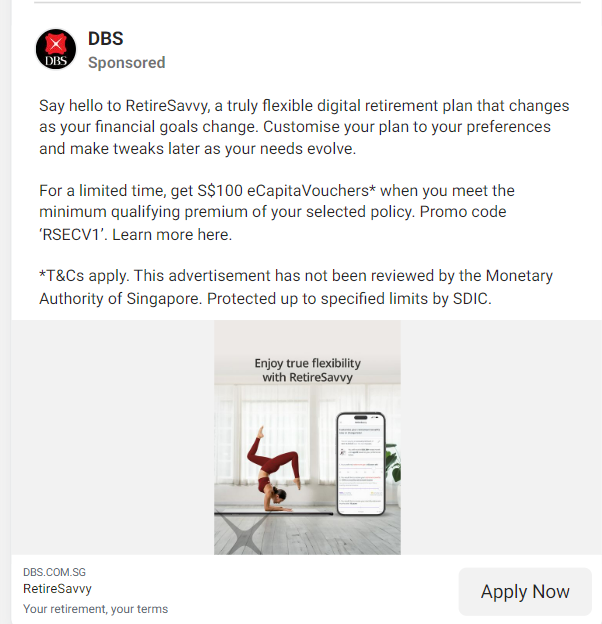 DBS
DBS
Sponsored
Say hello to RetireSavvy, a truly flexible digital retirement plan that changes
as your financial goals change. Customise your plan to your preferences
and make tweaks later as your needs evolve.
For a limited time, get S$100 eCapitaVouchers* when you meet the
minimum qualifying premium of your selected policy. Promo code
‘RSECV1’. Learn more here.
*T&Cs apply. This advertisement has not been reviewed by the Monetary
Authority of Singapore. Protected up to specified limits by SDIC.
Enjoy true flexibility
with RetireSavvy
DBS.COM.SG
RetireSavvy
Your retirement, your terms
Apply Now